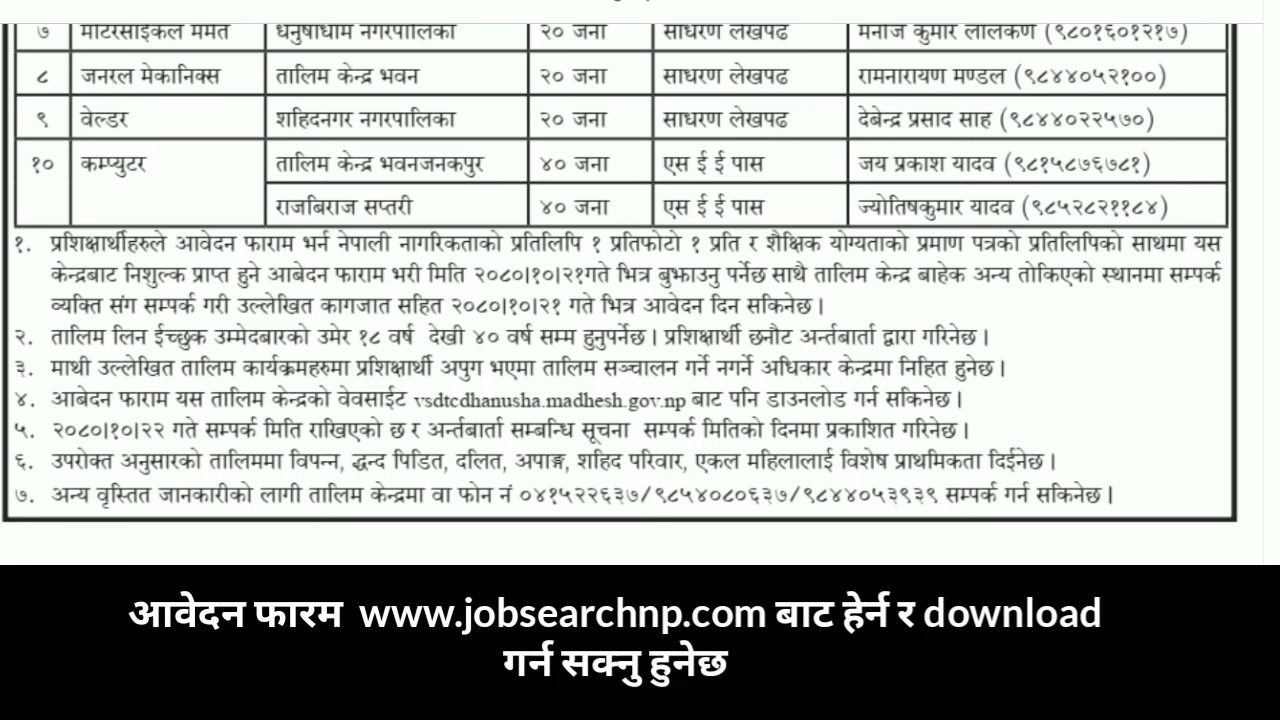 ७ मोटरसाईकल मर्मत धनुषाधाम नगरपालिका २० जना साधरण लेखपढ मनोज कुमार लालकर्ण (९८०१६०१२१७)
८ जनरल मेकानिक्स तालिम केन्द्र भवन २० जना साधरण लेखपढ रामनारायण मण्डल (९८४४०५२१००)
९ वेल्डर शहिदनगर नगरपालिका २० जना साधरण लेखपढ देबेन्द्र प्रसाद साह (९८४४०२२५७०)
१० कम्प्युटर तालिम केन्द्र भवनजनकपुर ४० जना एस ई ई पास जय प्रकाश यादव (९८१५८७६७८१)
राजबिराज सप्तरी ४० जना एस ई ई पास ज्योतिषकुमार यादव (९८५२८२११८४)
१. प्रशिक्षार्थीहरुले आवेदन फाराम भर्न नेपाली नागरिकताको प्रतिलिपि १ प्रतिफोटो १ प्रति र शैक्षिक योग्यताको प्रमाण पत्रको प्रतिलिपिको साथमा यस
केन्द्रबाट निशुल्क प्राप्त हुने आबेदन फाराम भरी मिति २०८०।१०।२१गते भित्र बुझाउनु पर्नेछ साथै तालिम केन्द्र बाहेक अन्य तोकिएको स्थानमा सम्पर्क
व्यक्ति संग सम्पर्क गरी उल्लेखित कागजात सहित २०८०।१०।२१ गते भित्र आवेदन दिन सकिनेछ।
२. तालिम लिन ईच्छुक उम्मेदबारको उमेर १८ वर्ष देखी ४० वर्ष सम्म हुनुपर्नेछ। प्रशिक्षार्थी छनौट अर्न्तबार्ता द्वारा गरिनेछ।
३. माथी उल्लेखित तालिम कार्यक्रमहरुमा प्रशिक्षार्थी अपुग भएमा तालिम सञ्चालन गर्ने नगर्ने अधिकार केन्द्रमा निहित हुनेछ।
४. आबेदन फाराम यस तालिम केन्द्रको वेवसाईट vsdtcdhanusha.madhesh.gov.np बाट पनि डाउनलोड गर्न सकिनेछ।
५. २०८०।१०।२२ गते सम्पर्क मिति राखिएको छ र अर्न्तबार्ता सम्बन्धि सूचना सम्पर्क मितिको दिनमा प्रकाशित गरिनेछ।
६. उपरोक्त अनुसारको तालिममा विपन्न, द्धन्द पिडित, दलित, अपाङ्ग, शहिद परिवार, एकल महिलालाई विशेष प्राथमिकता दिईनेछ।
७. अन्य वृस्तित जानकारीको लागी तालिम केन्द्रमा वा फोन नं ०४१५२२६३७/९८५४०८०६३७/९८४४०५३९३९ सम्पर्क गर्न सकिनेछ।
आवेदन फारम www.jobsearchnp.com बाट हेर्न र download
गर्न सक्नु हुनेछ